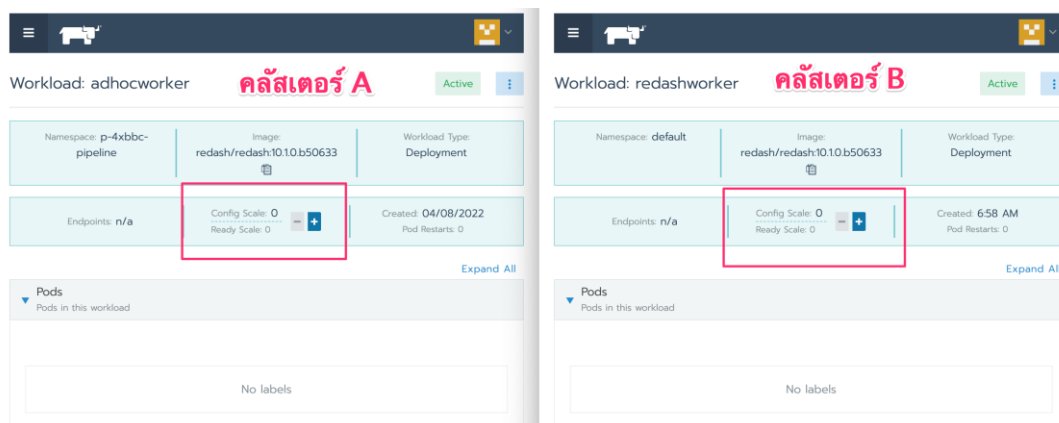 Workload: adhocworker
คลัสเตอร์ A
Active
Namespace: p-4xbbc-
pipeline
Image:
redash/redash:10.1.0.b50633
Workload Type:
Deployment
Endpoints: n/a
Config Scale: 0
Ready Scale: 0
Created: 04/08/2022
Pod Restarts: 0
Expand All
Pods
Pods in this workload
No labels
Workload: redashworker
คลัสเตอร์ B
Active
Namespace: default
Image:
redash/redash:10.1.0.b50633
Workload Type:
Deployment
Endpoints: n/a
Config Scale: 0
Ready Scale: 0
Created: 6:58 AM
Pod Restarts: 0
Expand All
Pods
Pods in this workload
No labels